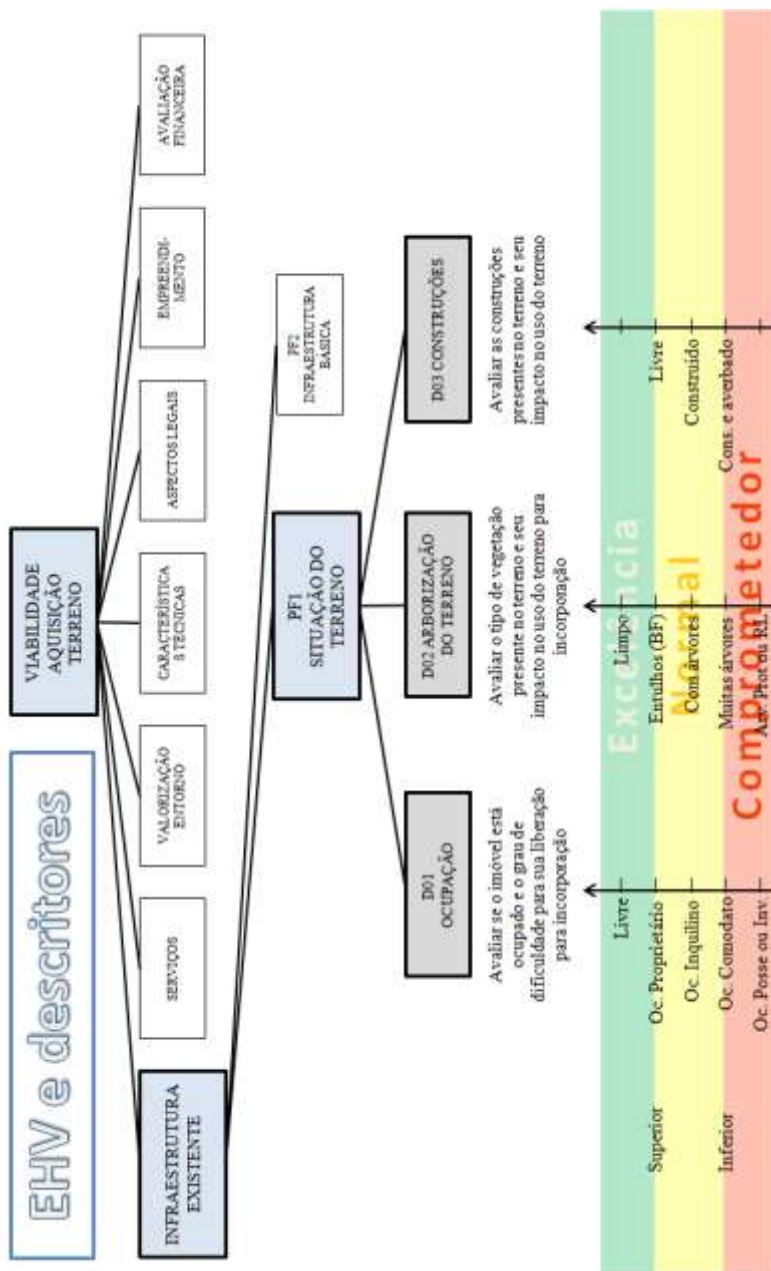 EHV e descritores
VIABILIDADE
AQUISIÇÃO
TERRENO
INFRAESTRUTURA
EXISTENTE
SERVIÇOS
VALORIZAÇÃO
ENTORNO
CARACTERÍSTICA
S TÉCNICAS
ASPECTOS LEGAIS
EMPREENDI-
MENTO
AVALIAÇÃO
FINANCEIRA
PF1
SITUAÇÃO DO
TERRENO
PF2
INFRAESTRUTURA
BASICA
D01
OCUPAÇÃO
D02 ARBORIZAÇÃO
DO TERRENO
D03 CONSTRUÇÕES
Avaliar se o imóvel está
ocupado e o grau de
dificuldade para sua liberação
para incorporação
Avaliar o tipo de vegetação
presente no terreno e seu
impacto no uso do terreno para
incorporação
Avaliar as construções
presentes no terreno e seu
impacto no uso do terreno
Excelência
Normal
Comprometedor
Superior
Inferior
Livre
Oc. Proprietário
Oc. Inquilino
Oc. Comodato
Oc. Posse ou Inv.
Limpo
Entulhos (BF)
Com árvores
Muitas árvores
Arv. Prot ou RL
Livre
Construído
Cons. e averbado